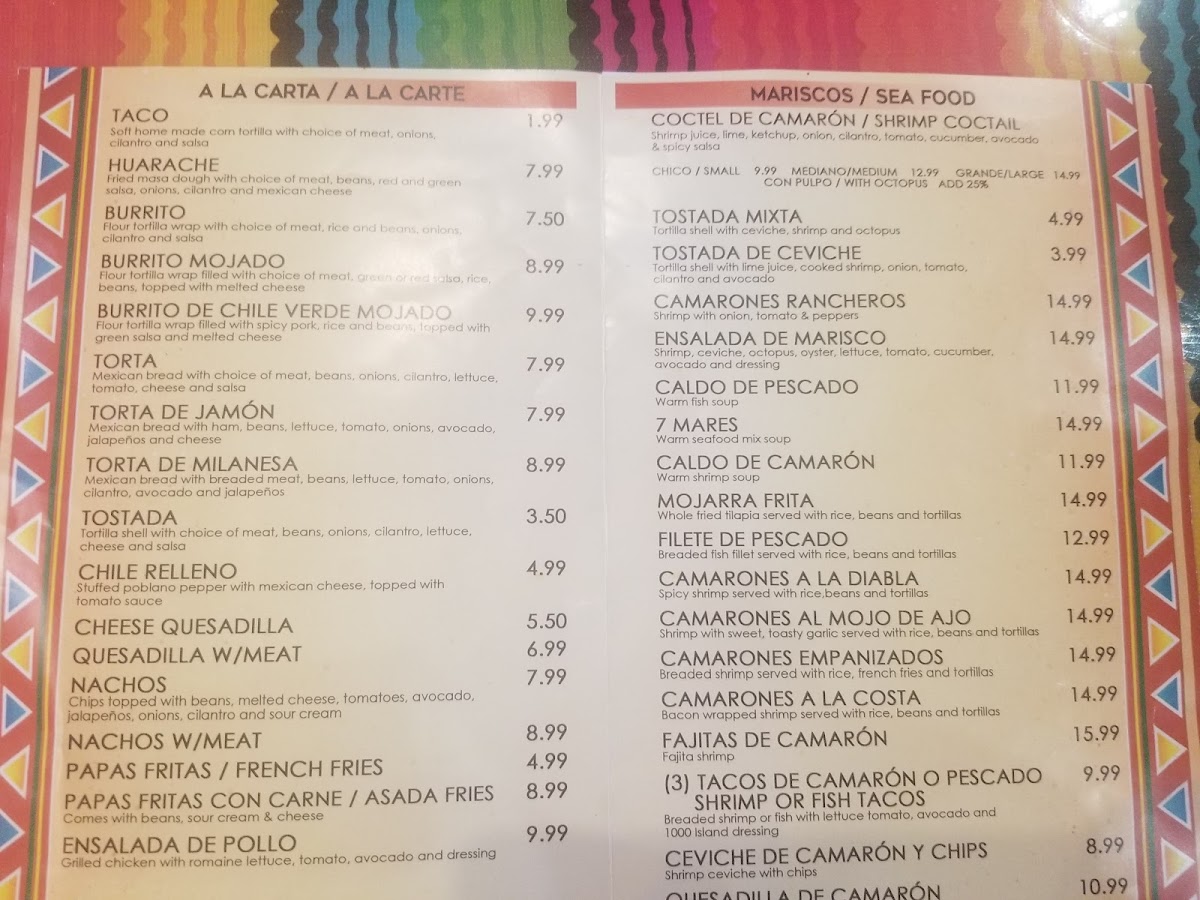 A LA CARTA / A LA CARTE
TACO 1.99
Soft home made corn tortilla with choice of meat, onions,
cilantro and salsa
HUARACHE 7.99
Fried masa dough with choice of meat, beans, red and green
salsa, onions, cilantro and mexican cheese
BURRITO 7.50
Flour tortilla wrap with choice of meat, rice and beans, onions,
cilantro and salsa
BURRITO MOJADO 8.99
Flour tortilla wrap filled with choice of meat, green or red salsa, rice,
beans, topped with melted cheese
BURRITO DE CHILE VERDE MOJADO 9.99
Flour tortilla wrap filled with spicy pork, rice and beans, topped with
green salsa and melted cheese
TORTA 7.99
Mexican bread with choice of meat, beans, onions, cilantro, lettuce,
tomato, cheese and salsa
TORTA DE JAMÓN 7.99
Mexican bread with ham, beans, lettuce, tomato, onions, avocado,
jalapeños and cheese
TORTA DE MILANESA 8.99
Mexican bread with breaded meat, beans, lettuce, tomato, onions,
cilantro, avocado and jalapeños
TOSTADA 3.50
Tortilla shell with choice of meat, beans, onions, cilantro, lettuce,
cheese and salsa
CHILE RELLENO 4.99
Stuffed poblano pepper with mexican cheese, topped with
tomato sauce
CHEESE QUESADILLA 5.50
QUESADILLA W/MEAT 6.99
NACHOS 7.99
Chips topped with beans, melted cheese, tomatoes, avocado,
jalapeños, onions, cilantro and sour cream
NACHOS W/MEAT 8.99
PAPAS FRITAS / FRENCH FRIES 4.99
PAPAS FRITAS CON CARNE / ASADA FRIES 8.99
Comes with beans, sour cream & cheese
ENSALADA DE POLLO 9.99
Grilled chicken with romaine lettuce, tomato, avocado and dressing
MARISCOS / SEA FOOD
COCTEL DE CAMARÓN / SHRIMP COCTAIL
Shrimp juice, lime, ketchup, onion, cilantro, tomato, cucumber, avocado
& spicy salsa
CHICO / SMALL 9.99 MEDIANO/MEDIUM 12.99 GRANDE/LARGE 14.99
CON PULPO / WITH OCTOPUS ADD 25%
TOSTADA MIXTA 4.99
Tortilla shell with ceviche, shrimp and octopus
TOSTADA DE CEVICHE 3.99
Tortilla shell with lime juice, cooked shrimp, onion, tomato,
cilantro and avocado
CAMARONES RANCHEROS 14.99
Shrimp with onion, tomato & peppers
ENSALADA DE MARISCO 14.99
Shrimp, ceviche, octopus, oyster, lettuce, tomato, cucumber,
avocado and dressing
CALDO DE PESCADO 11.99
Warm fish soup
7 MARES 14.99
Warm seafood mix soup
CALDO DE CAMARÓN 11.99
Warm shrimp soup
MOJARRA FRITA 14.99
Whole fried tilapia served with rice, beans and tortillas
FILETE DE PESCADO 12.99
Breaded fish fillet served with rice, beans and tortillas
CAMARONES A LA DIABLA 14.99
Spicy shrimp served with rice,beans and tortillas
CAMARONES AL MOJO DE AJO 14.99
Shrimp with sweet, toasty garlic served with rice, beans and tortillas
CAMARONES EMPANIZADOS 14.99
Breaded shrimp served with rice, french fries and tortillas
CAMARONES A LA COSTA 14.99
Bacon wrapped shrimp served with rice, beans and tortillas
FAJITAS DE CAMARÓN 15.99
Fajita shrimp
(3) TACOS DE CAMARÓN O PESCADO 9.99
SHRIMP OR FISH TACOS
Breaded shrimp or fish with lettuce tomato, avocado and
1000 Island dressing
CEVICHE DE CAMARÓN Y CHIPS 8.99
Shrimp ceviche with chips
QUESADILLA DE CAMARÓN 10.99